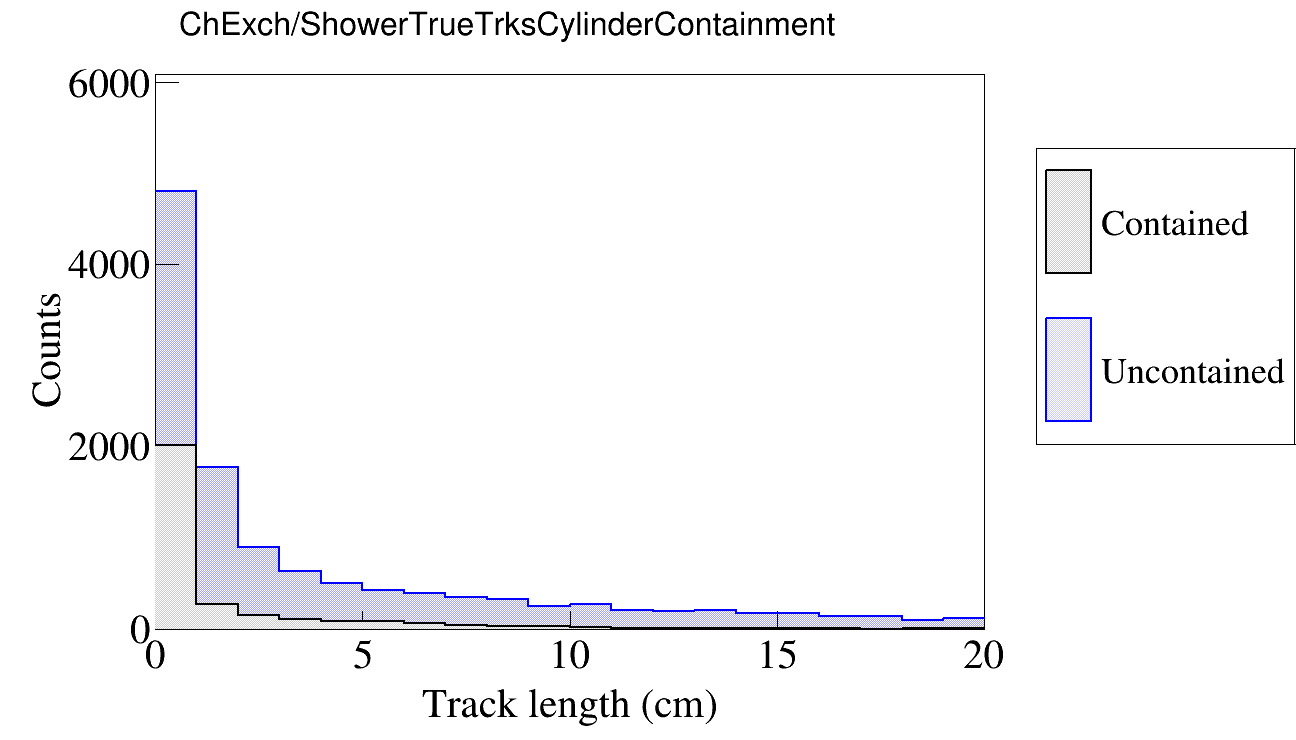 ChExch/ShowerTrueTrksCylinderContainment
6000
4000
2000
0
Counts
0 5 10 15 20
Track length (cm)
Contained
Uncontained